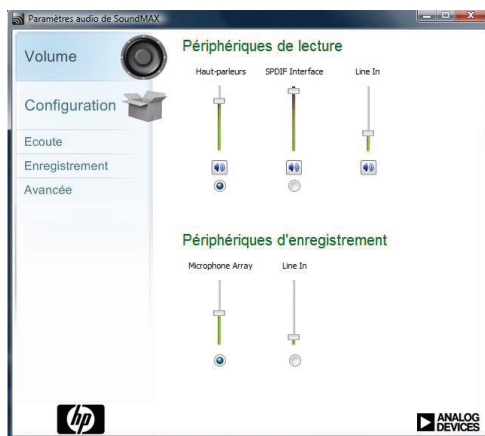 Paramètres audio de SoundMAX
Volume
Configuration
Ecoute
Enregistrement
Avancée
Périphériques de lecture
Haut-parleurs SPDIF Interface Line In
Périphériques d'enregistrement
Microphone Array Line In
hp
ANALOG
DEVICES